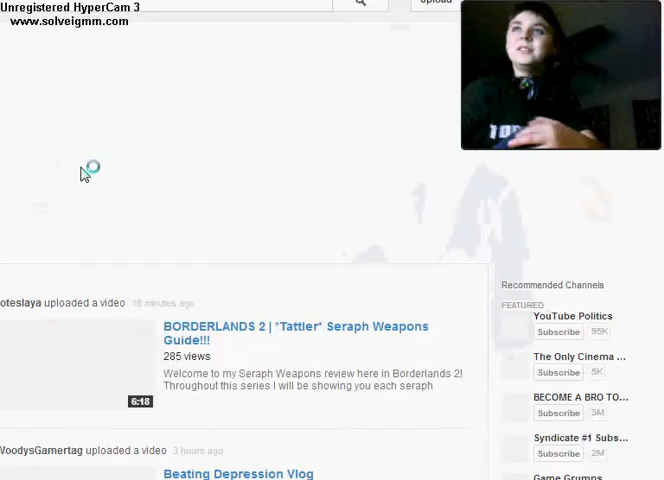 Unregistered HyperCam 3
www.solveigmm.com
upload
oteslaya uploaded a video 18 minutes ago
BORDERLANDS 2 | *Tattler* Seraph Weapons
Guide!!!
285 views
Welcome to my Seraph Weapons review here in Borderlands 2!
Throughout this series I will be showing you each seraph
6:18
WoodysGamertag uploaded a video 3 hours ago
Beating Depression Vlog
Recommended Channels
FEATURED
YouTube Politics
Subscribe 95K
The Only Cinema ...
Subscribe 5K
BECOME A BRO TO...
Subscribe 3M
Syndicate #1 Subs...
Subscribe 2M
Game Grumps